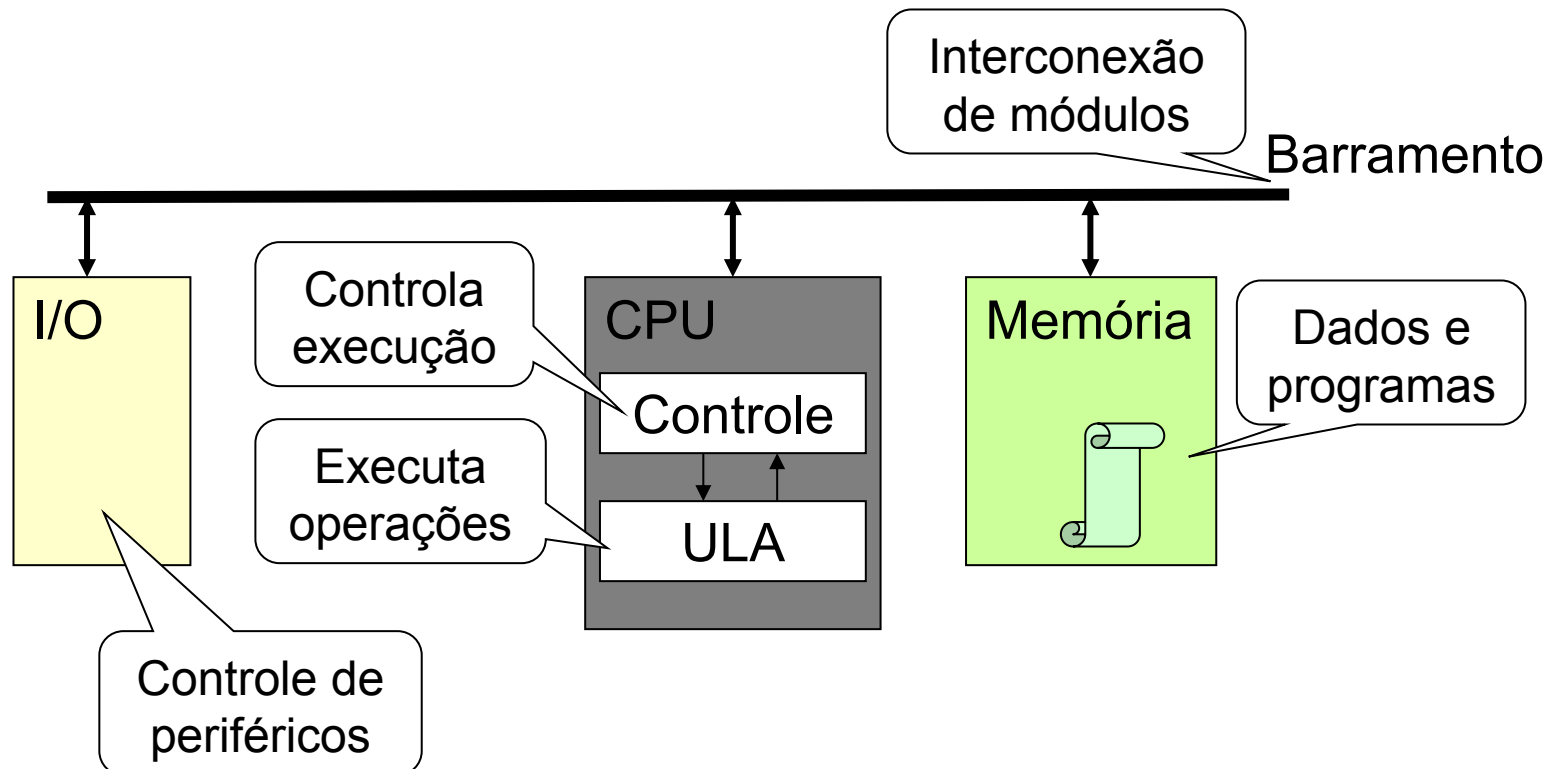 Interconexão
de módulos
Barramento
I/O
Controla
execução
CPU
Memória
Dados e
programas
Controle
Executa
operações
ULA
Controle de
periféricos